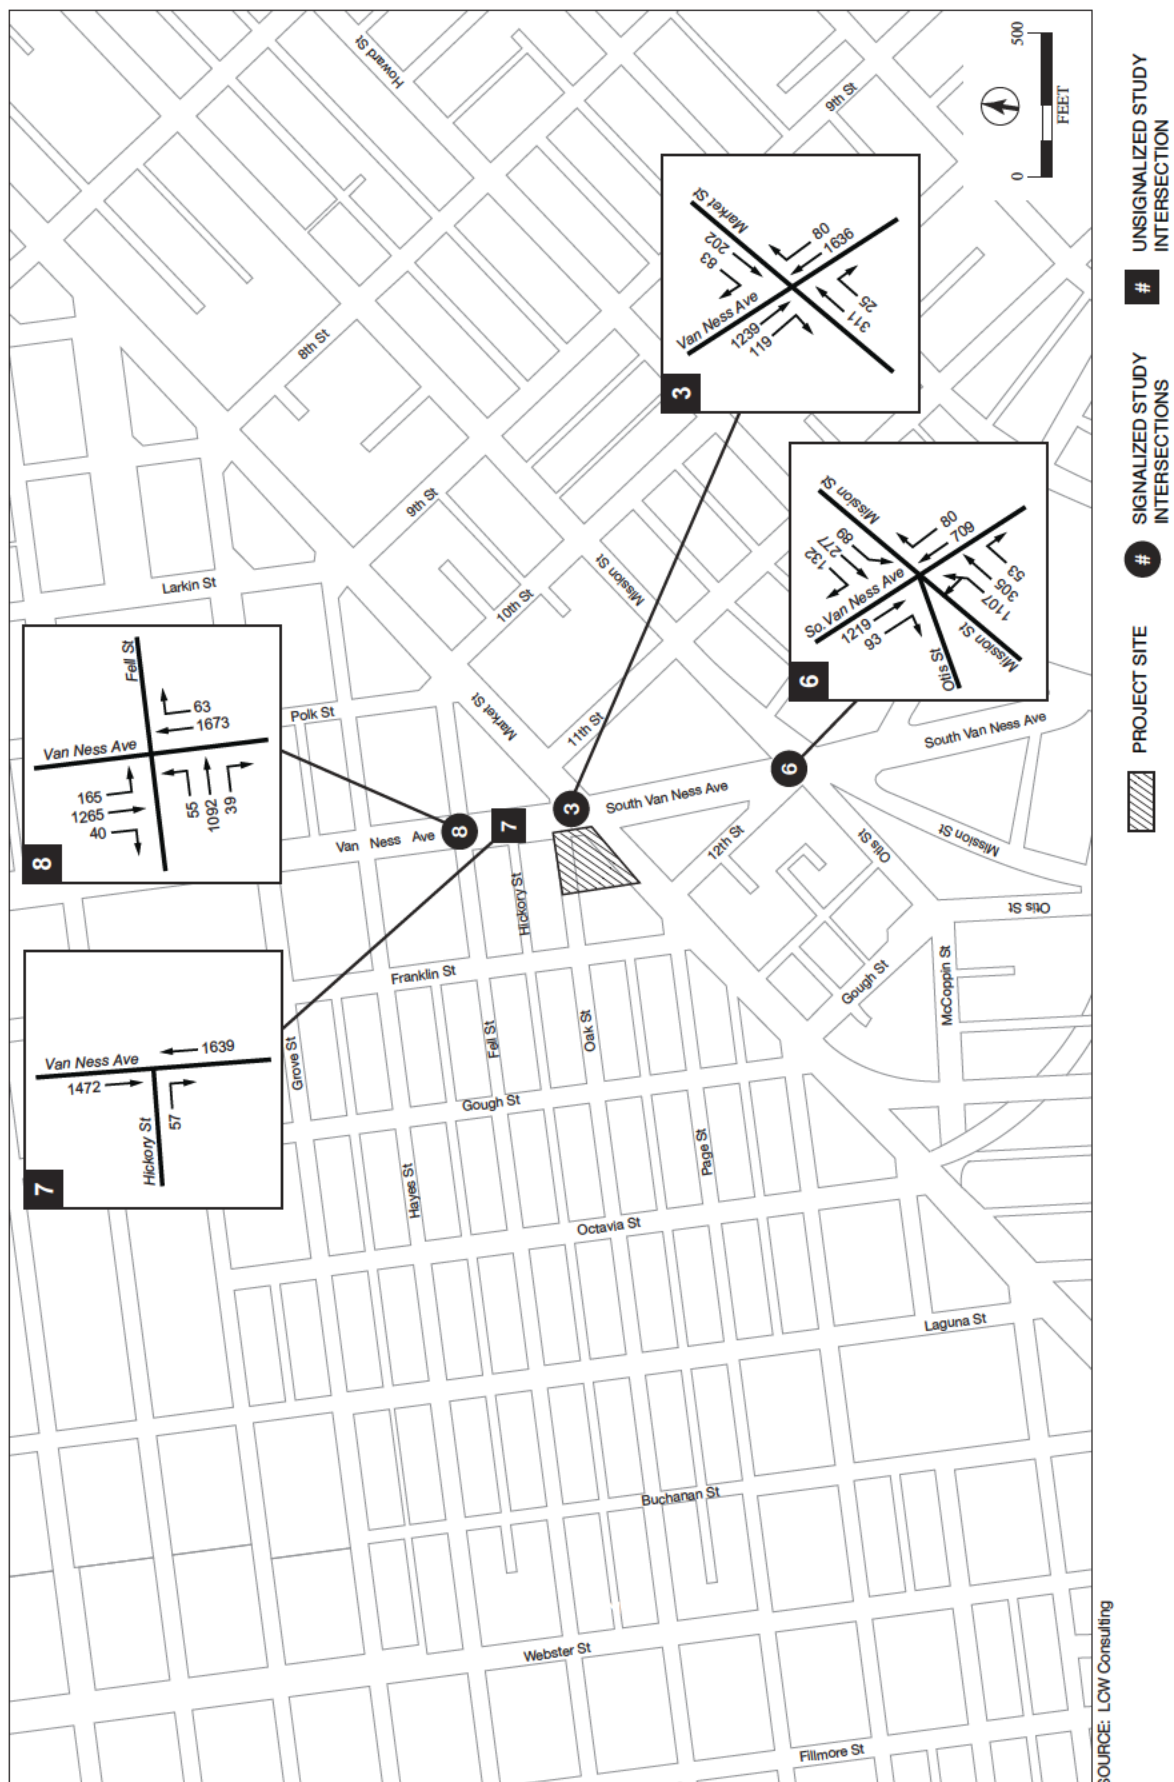 Howard St
9th St
500
0
FEET
8th St
Market St
202
83
Van Ness Ave
80
1636
1239
119
25
311
3
9th St
Larkin St
Mission St
10th St
Mission St
277
132
89
So. Van Ness Ave
80
709
1219
93
53
305
1107
Mission St
Otis St
6
Fell St
Van Ness Ave
63
1673
165
1265
40
55
1092
39
8
Polk St
Market St
11th St
South Van Ness Ave
6
South Van Ness Ave
3
7
8
Van Ness Ave
12th St
Otis St
Mission St
Otis St
Hickory St
Franklin St
Gough St
McCoppin St
Van Ness Ave
1639
1472
57
Hickory St
7
Grove St
Fell St
Oak St
Gough St
Page St
Hayes St
Octavia St
Laguna St
Buchanan St
Webster St
Fillmore St
PROJECT SITE
# SIGNALIZED STUDY
INTERSECTIONS
# UNSIGNALIZED STUDY
INTERSECTION
SOURCE: LCW Consulting